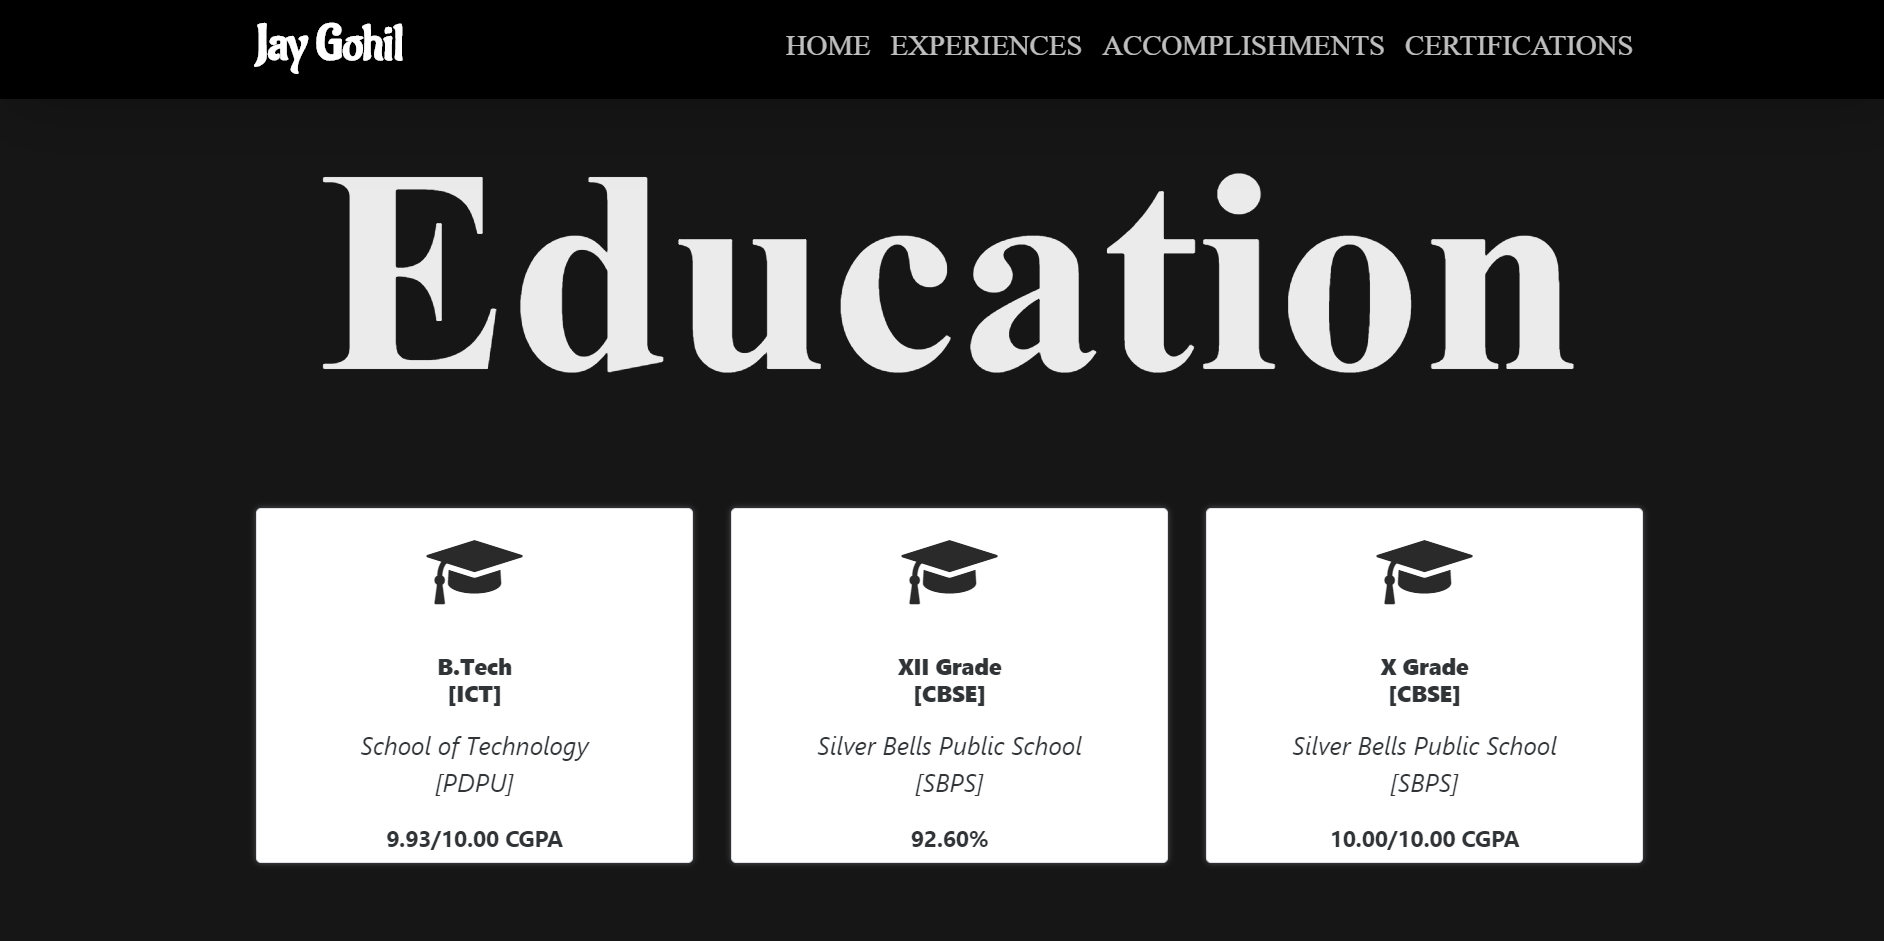 Jay Gohil
HOME EXPERIENCES ACCOMPLISHMENTS CERTIFICATIONS
Education
B.Tech
[ICT]
School of Technology
[PDPU]
9.93/10.00 CGPA
XII Grade
[CBSE]
Silver Bells Public School
[SBPS]
92.60%
X Grade
[CBSE]
Silver Bells Public School
[SBPS]
10.00/10.00 CGPA